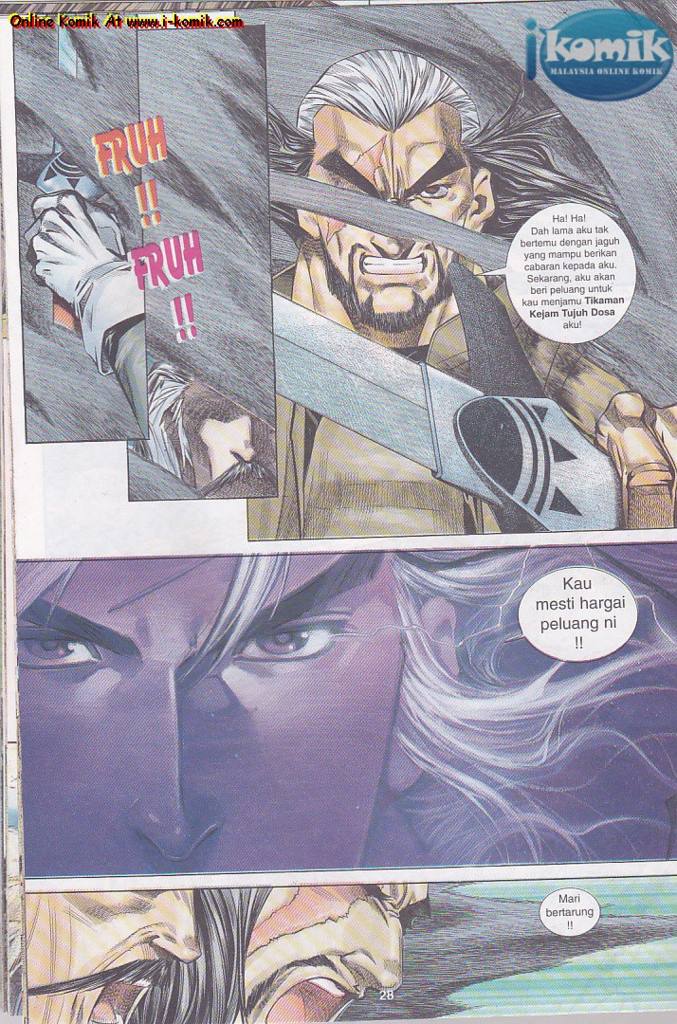 Online Komik At www.i-komik.com
ikomik
MALAYSIA ONLINE KOMIK
FRUH
!!
FRUH
!!
Ha! Ha!
Dah lama aku tak
bertemu dengan jaguh
yang mampu berikan
cabaran kepada aku.
Sekarang, aku akan
beri peluang untuk
kau menjamu Tikaman
Kejam Tujuh Dosa
aku!
Kau
mesti hargai
peluang ni
!!
Mari
bertarung
!!
28